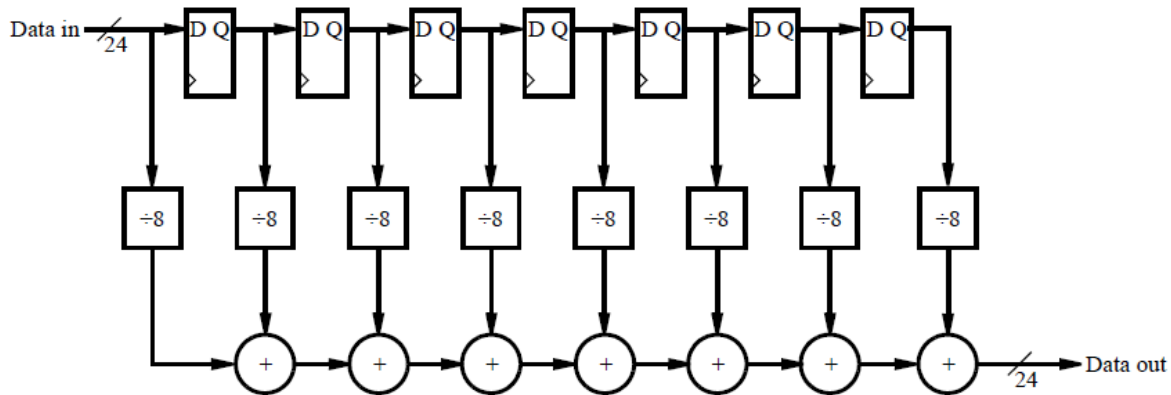 Data in 24 D Q D Q D Q D Q D Q D Q D Q
÷8 ÷8 ÷8 ÷8 ÷8 ÷8 ÷8 ÷8
+ + + + + + + 24 Data out